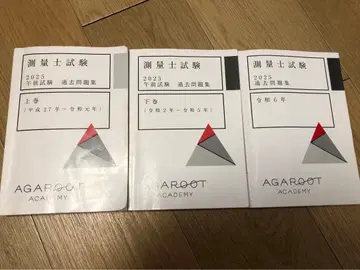 測量士試験
2025
午前試験 過去問題集
上巻
(平成27年~令和元年)
AGAROOT
ACADEMY
測量士試験
2025
午前試験 過去問題集
下巻
(令和2年~令和5年)
AGAROOT
ACADEMY
測量士試験
2025
過去問題集
令和6年
AGAROOT
ACADEMY